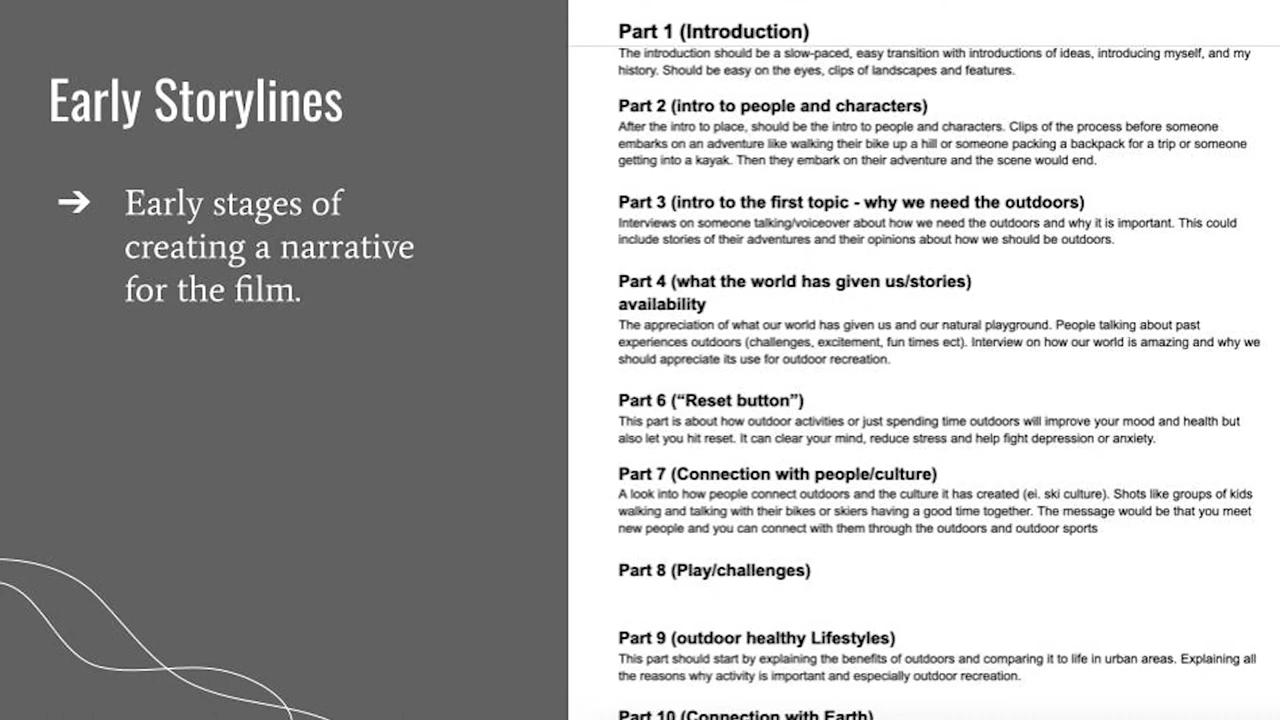 Early Storylines
➔ Early stages of
creating a narrative
for the film.
Part 1 (Introduction)
The introduction should be a slow-paced, easy transition with introductions of ideas, introducing myself, and my
history. Should be easy on the eyes, clips of landscapes and features.
Part 2 (intro to people and characters)
After the intro to place, should be the intro to people and characters. Clips of the process before someone
embarks on an adventure like walking their bike up a hill or someone packing a backpack for a trip or someone
getting into a kayak. Then they embark on their adventure and the scene would end.
Part 3 (intro to the first topic - why we need the outdoors)
Interviews on someone talking/voiceover about how we need the outdoors and why it is important. This could
include stories of their adventures and their opinions about how we should be outdoors.
Part 4 (what the world has given us/stories)
availability
The appreciation of what our world has given us and our natural playground. People talking about past
experiences outdoors (challenges, excitement, fun times ect). Interview on how our world is amazing and why we
should appreciate its use for outdoor recreation.
Part 6 (“Reset button”)
This part is about how outdoor activities or just spending time outdoors will improve your mood and health but
also let you hit reset. It can clear your mind, reduce stress and help fight depression or anxiety.
Part 7 (Connection with people/culture)
A look into how people connect outdoors and the culture it has created (ei. ski culture). Shots like groups of kids
walking and talking with their bikes or skiers having a good time together. The message would be that you meet
new people and you can connect with them through the outdoors and outdoor sports
Part 8 (Play/challenges)
Part 9 (outdoor healthy Lifestyles)
This part should start by explaining the benefits of outdoors and comparing it to life in urban areas. Explaining all
the reasons why activity is important and especially outdoor recreation.
Part 10 (Connection with Earth)